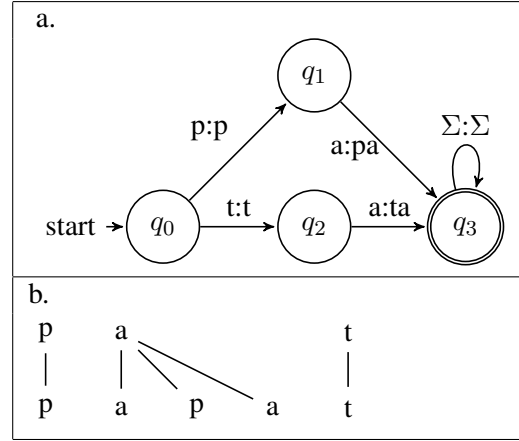 a.
q1
p:p
a:pa
Σ:Σ
start q0 t:t q2 a:ta q3
b.
p a t
p a p a t